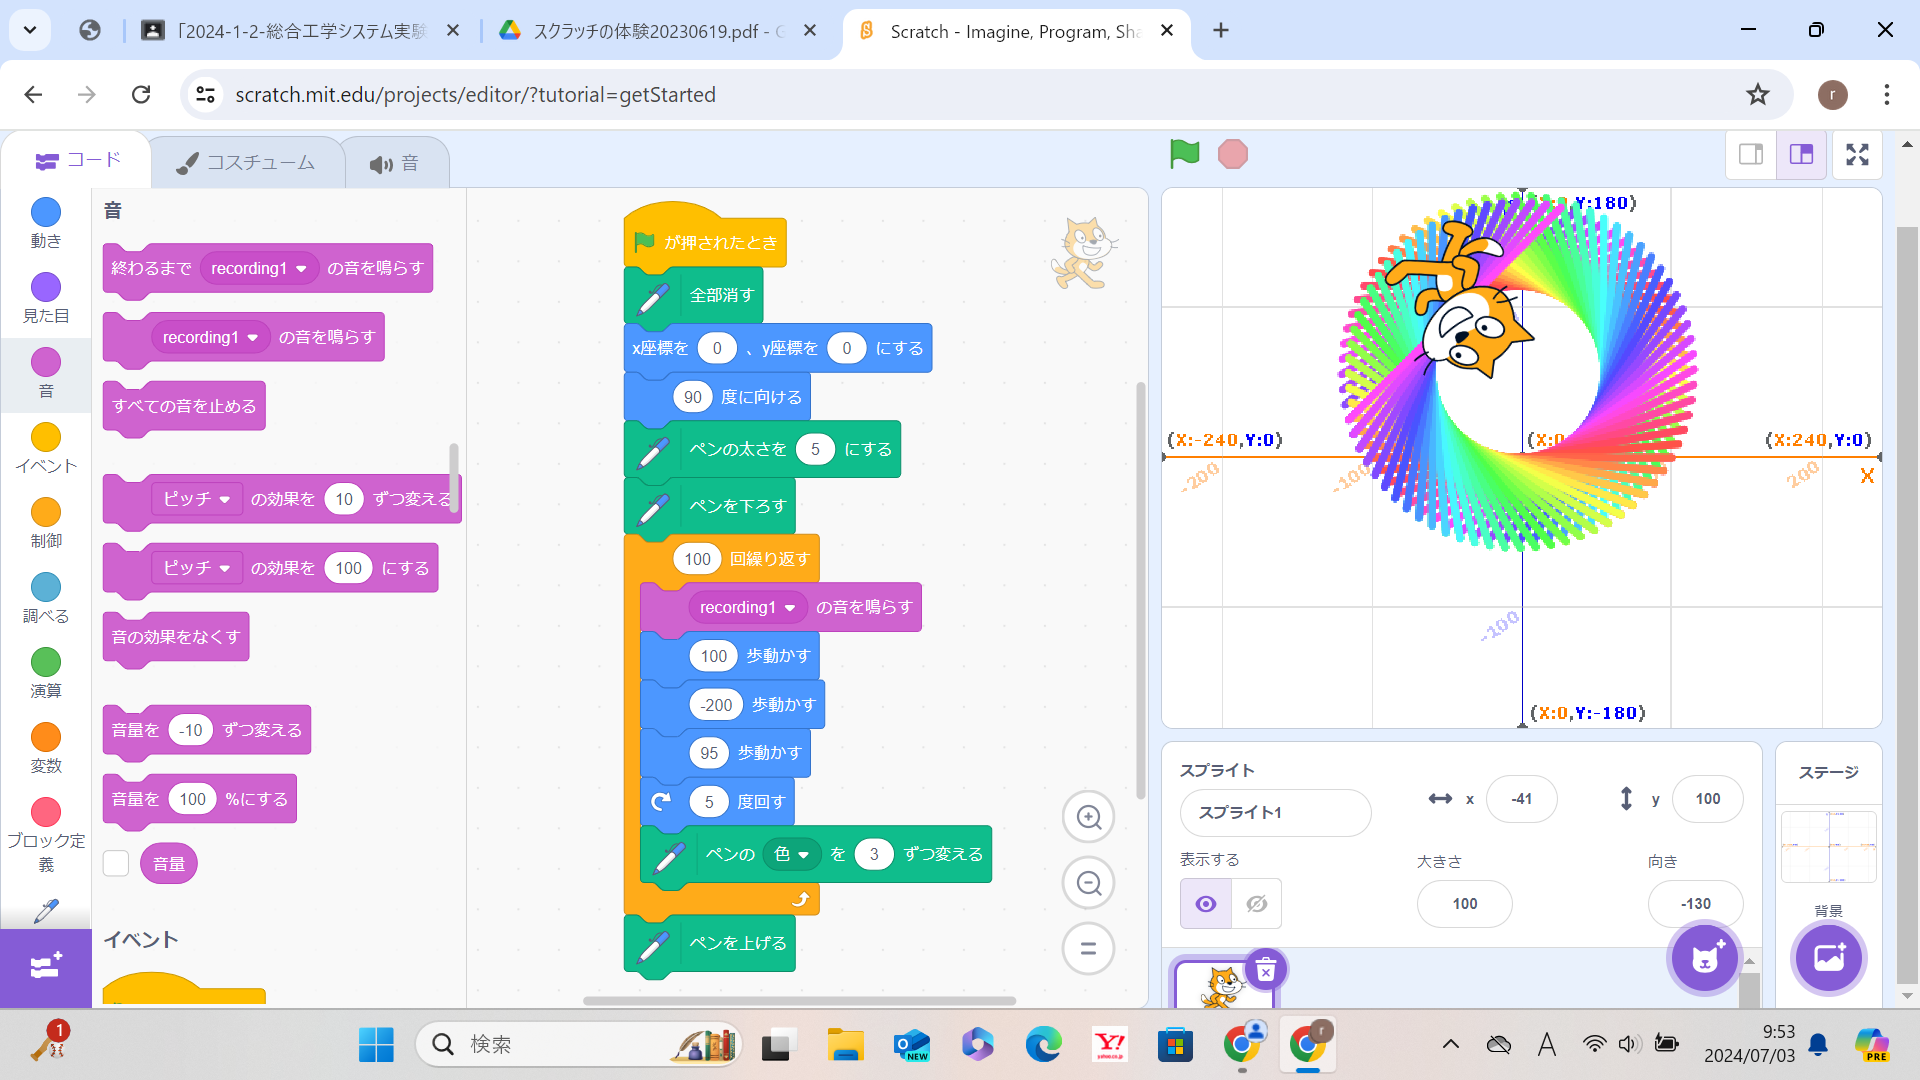 「2024-1-2-総合工学システム実験
スクラッチの体験20230619.pdf - G
Scratch - Imagine, Program, Sha
scratch.mit.edu/projects/editor/?tutorial=getStarted
r
コード
コスチューム
音
動き
見た目
音
イベント
制御
調べる
演算
変数
ブロック定義
音
終わるまで recording1 の音を鳴らす
recording1 の音を鳴らす
すべての音を止める
ピッチ の効果を 10 ずつ変える
ピッチ の効果を 100 にする
音の効果をなくす
音量を -10 ずつ変える
音量を 100 %にする
音量
イベント
が押されたとき
全部消す
x座標を 0 、y座標を 0 にする
90 度に向ける
ペンの太さを 5 にする
ペンを下ろす
100 回繰り返す
recording1 の音を鳴らす
100 歩動かす
-200 歩動かす
95 歩動かす
5 度回す
ペンの 色 を 3 ずつ変える
ペンを上げる
Y:180)
(X:-240,Y:0)
(X:0
(X:240,Y:0)
-200
-100
200
X
-100
(X:0,Y:-180)
スプライト
スプライト1
x -41
y 100
表示する
大きさ
100
向き
-130
ステージ
背景
1
検索
NEW
Y!
r
A
9:53
2024/07/03
PRE